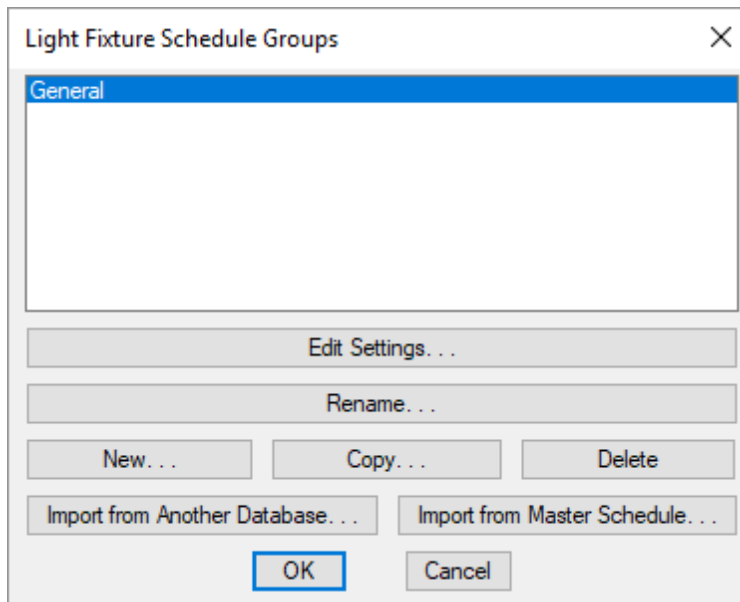 Light Fixture Schedule Groups
General
Edit Settings. . .
Rename. . .
New. . . Copy. . . Delete
Import from Another Database. . . Import from Master Schedule. . .
OK Cancel